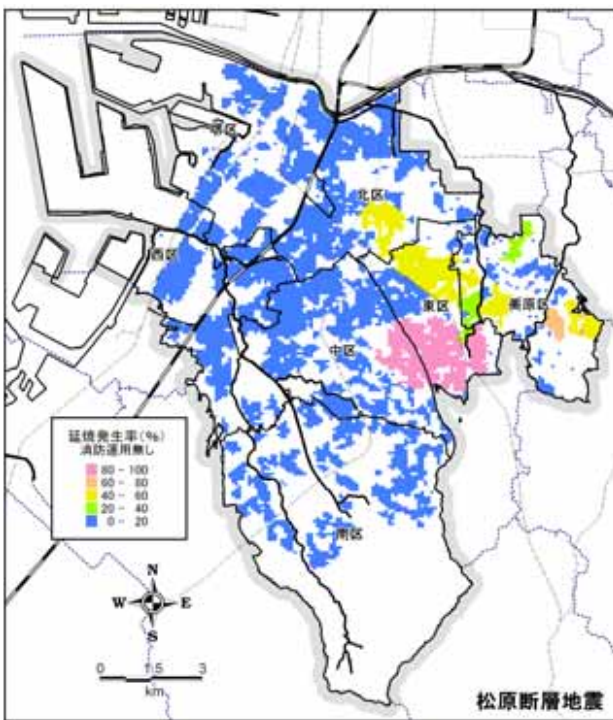 堺区
北区
西区
東区
美原区
中区
延焼発生率(%)
消防運用無し
80 - 100
60 - 80
40 - 60
20 - 40
0 - 20
南区
N
W E
S
0 1.5 3
km
松原断層地震